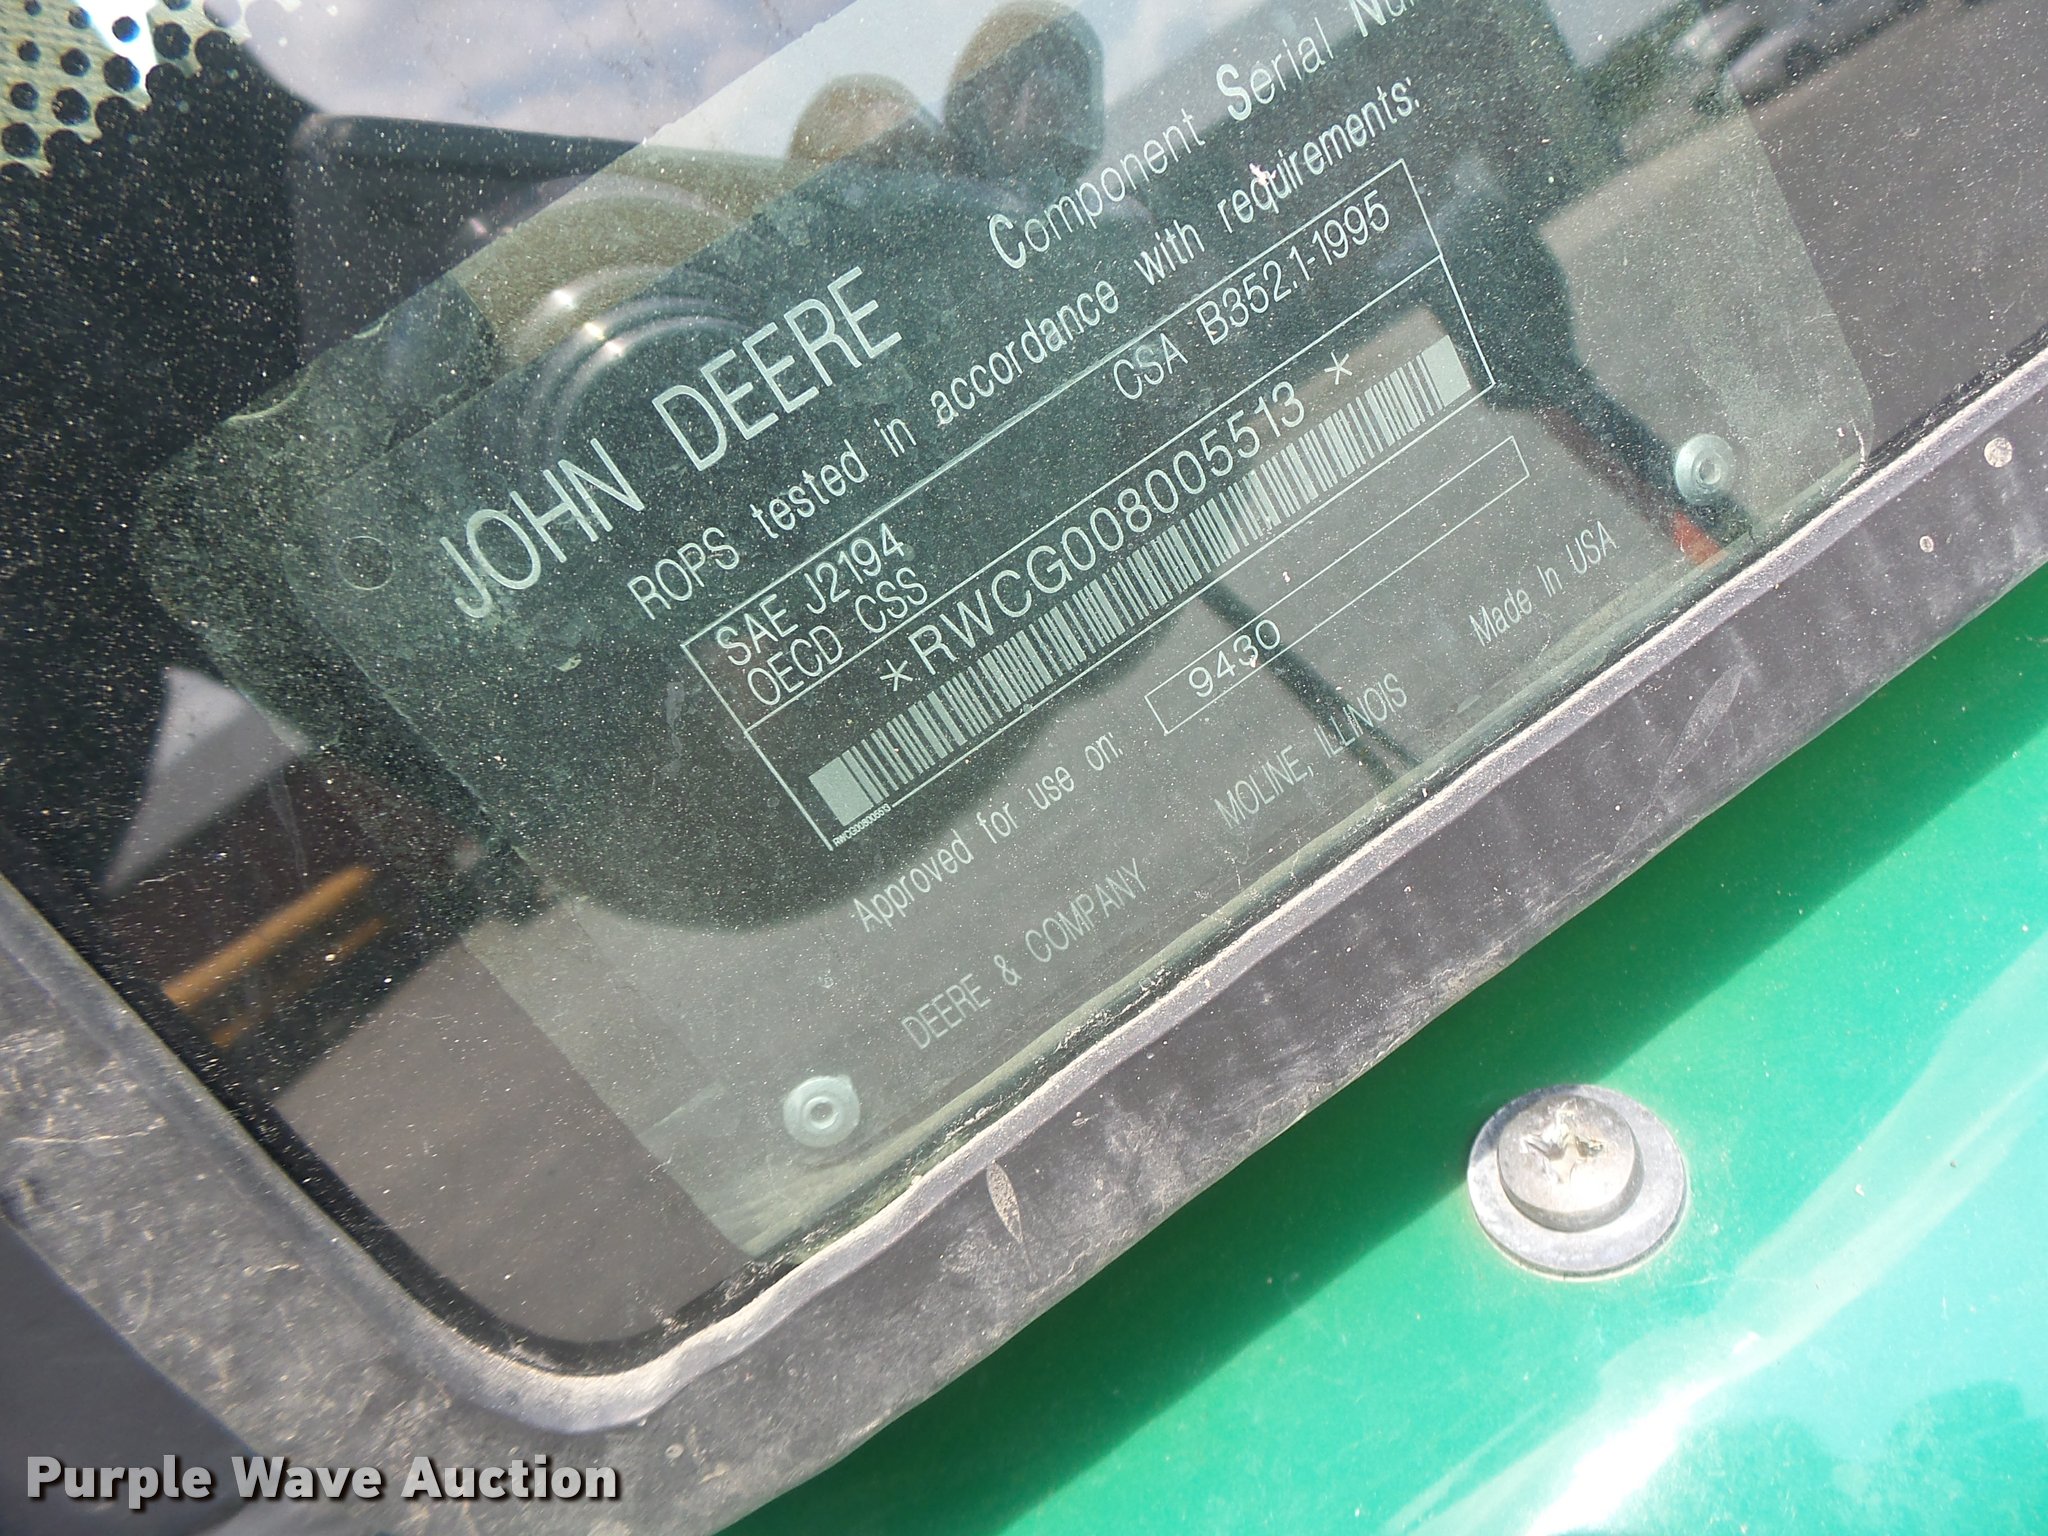 JOHN DEERE Component Serial
ROPS tested in accordance with requirements:
SAE J2194 CSA B352.1-1995
OECD CSS
*RWCG008005513*
RWCG008005513
Approved for use on: 9430
DEERE & COMPANY MOLINE, ILLINOIS Made In USA
Purple Wave Auction